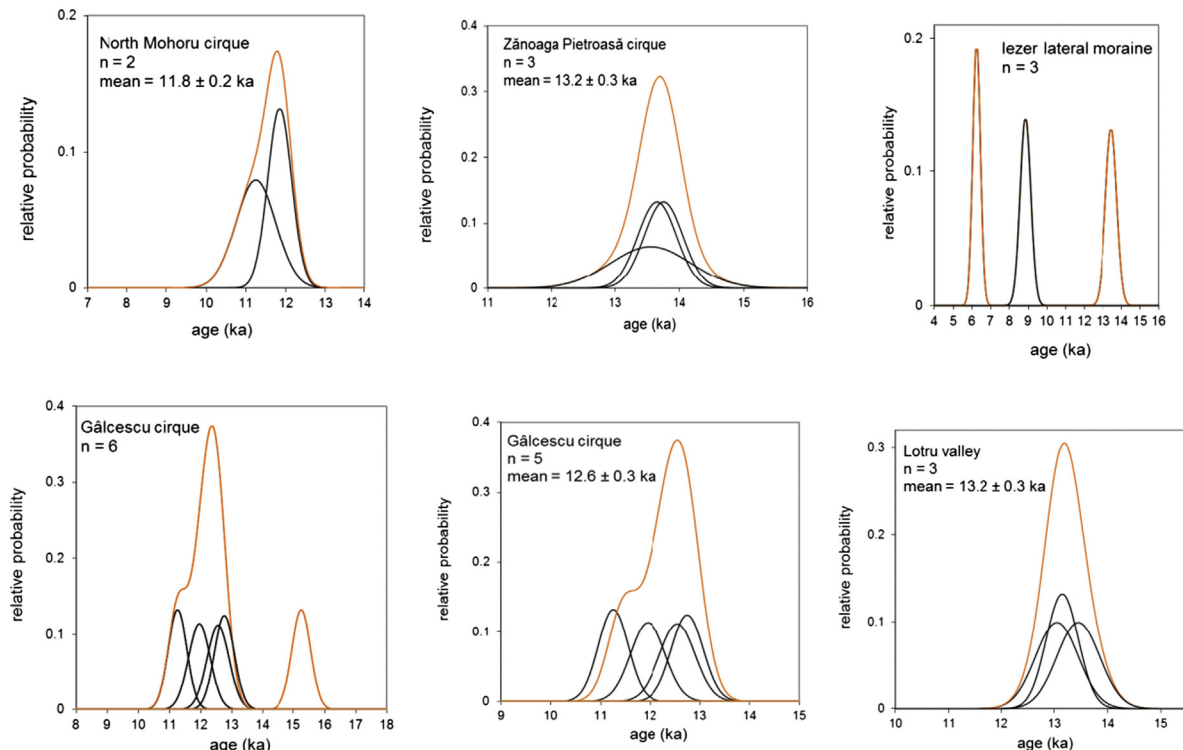 0.2
North Mohoru cirque
n = 2
mean = 11.8 ± 0.2 ka
relative probability
0.1
0
7 8 9 10 11 12 13 14
age (ka)
0.4
Zănoaga Pietroasă cirque
n = 3
mean = 13.2 ± 0.3 ka
0.3
relative probability
0.2
0.1
0
11 12 13 14 15 16
age (ka)
0.2
Iezer lateral moraine
n = 3
relative probability
0.1
0
4 5 6 7 8 9 10 11 12 13 14 15 16
age (ka)
0.4
Gâlcescu cirque
n = 6
0.3
relative probability
0.2
0.1
0
8 9 10 11 12 13 14 15 16 17 18
age (ka)
0.4
Gâlcescu cirque
n = 5
mean = 12.6 ± 0.3 ka
0.3
relative probability
0.2
0.1
0
9 10 11 12 13 14 15
age (ka)
0.3
Lotru valley
n = 3
mean = 13.2 ± 0.3 ka
relative probability
0.2
0.1
0
10 11 12 13 14 15
age (ka)